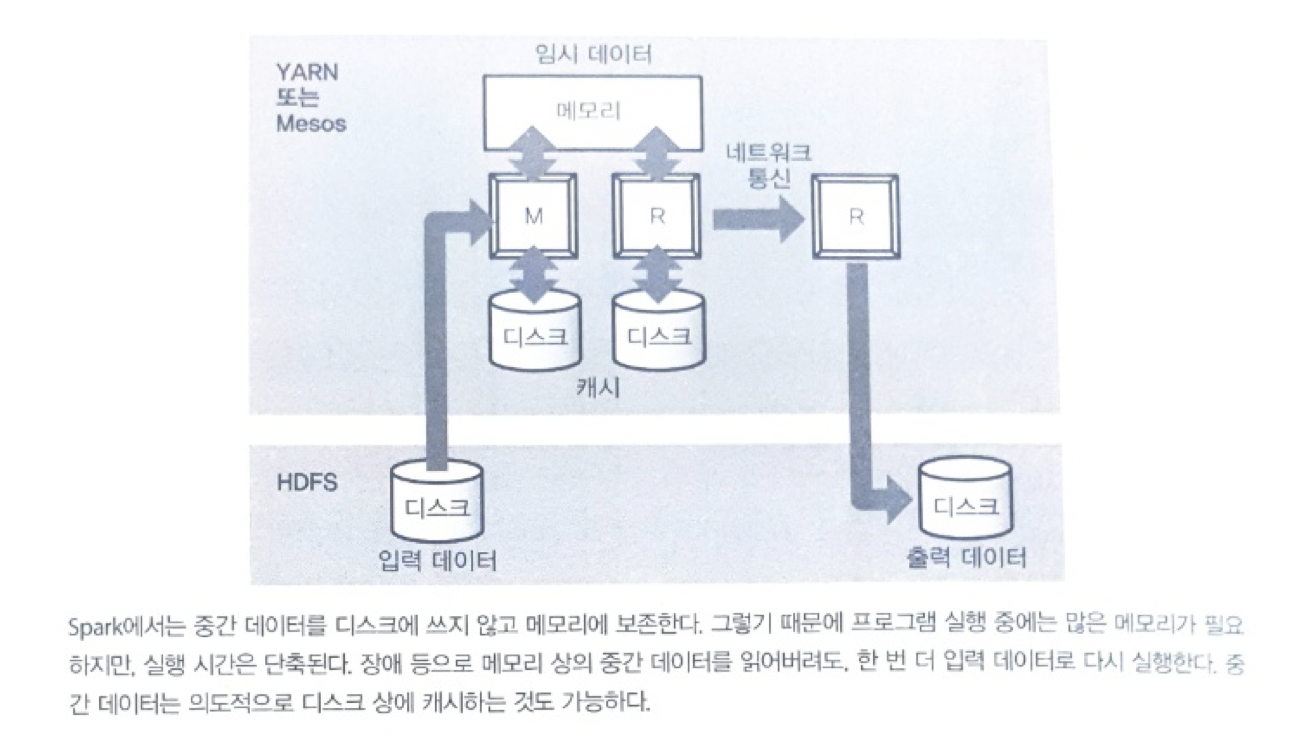 임시 데이터
YARN
또는
Mesos
메모리
네트워크
통신
M
R
R
디스크
디스크
캐시
HDFS
디스크
디스크
입력 데이터
출력 데이터
Spark에서는 중간 데이터를 디스크에 쓰지 않고 메모리에 보존한다. 그렇기 때문에 프로그램 실행 중에는 많은 메모리가 필요
하지만, 실행 시간은 단축된다. 장애 등으로 메모리 상의 중간 데이터를 읽어버려도, 한 번 더 입력 데이터로 다시 실행한다. 중
간 데이터는 의도적으로 디스크 상에 캐시하는 것도 가능하다.